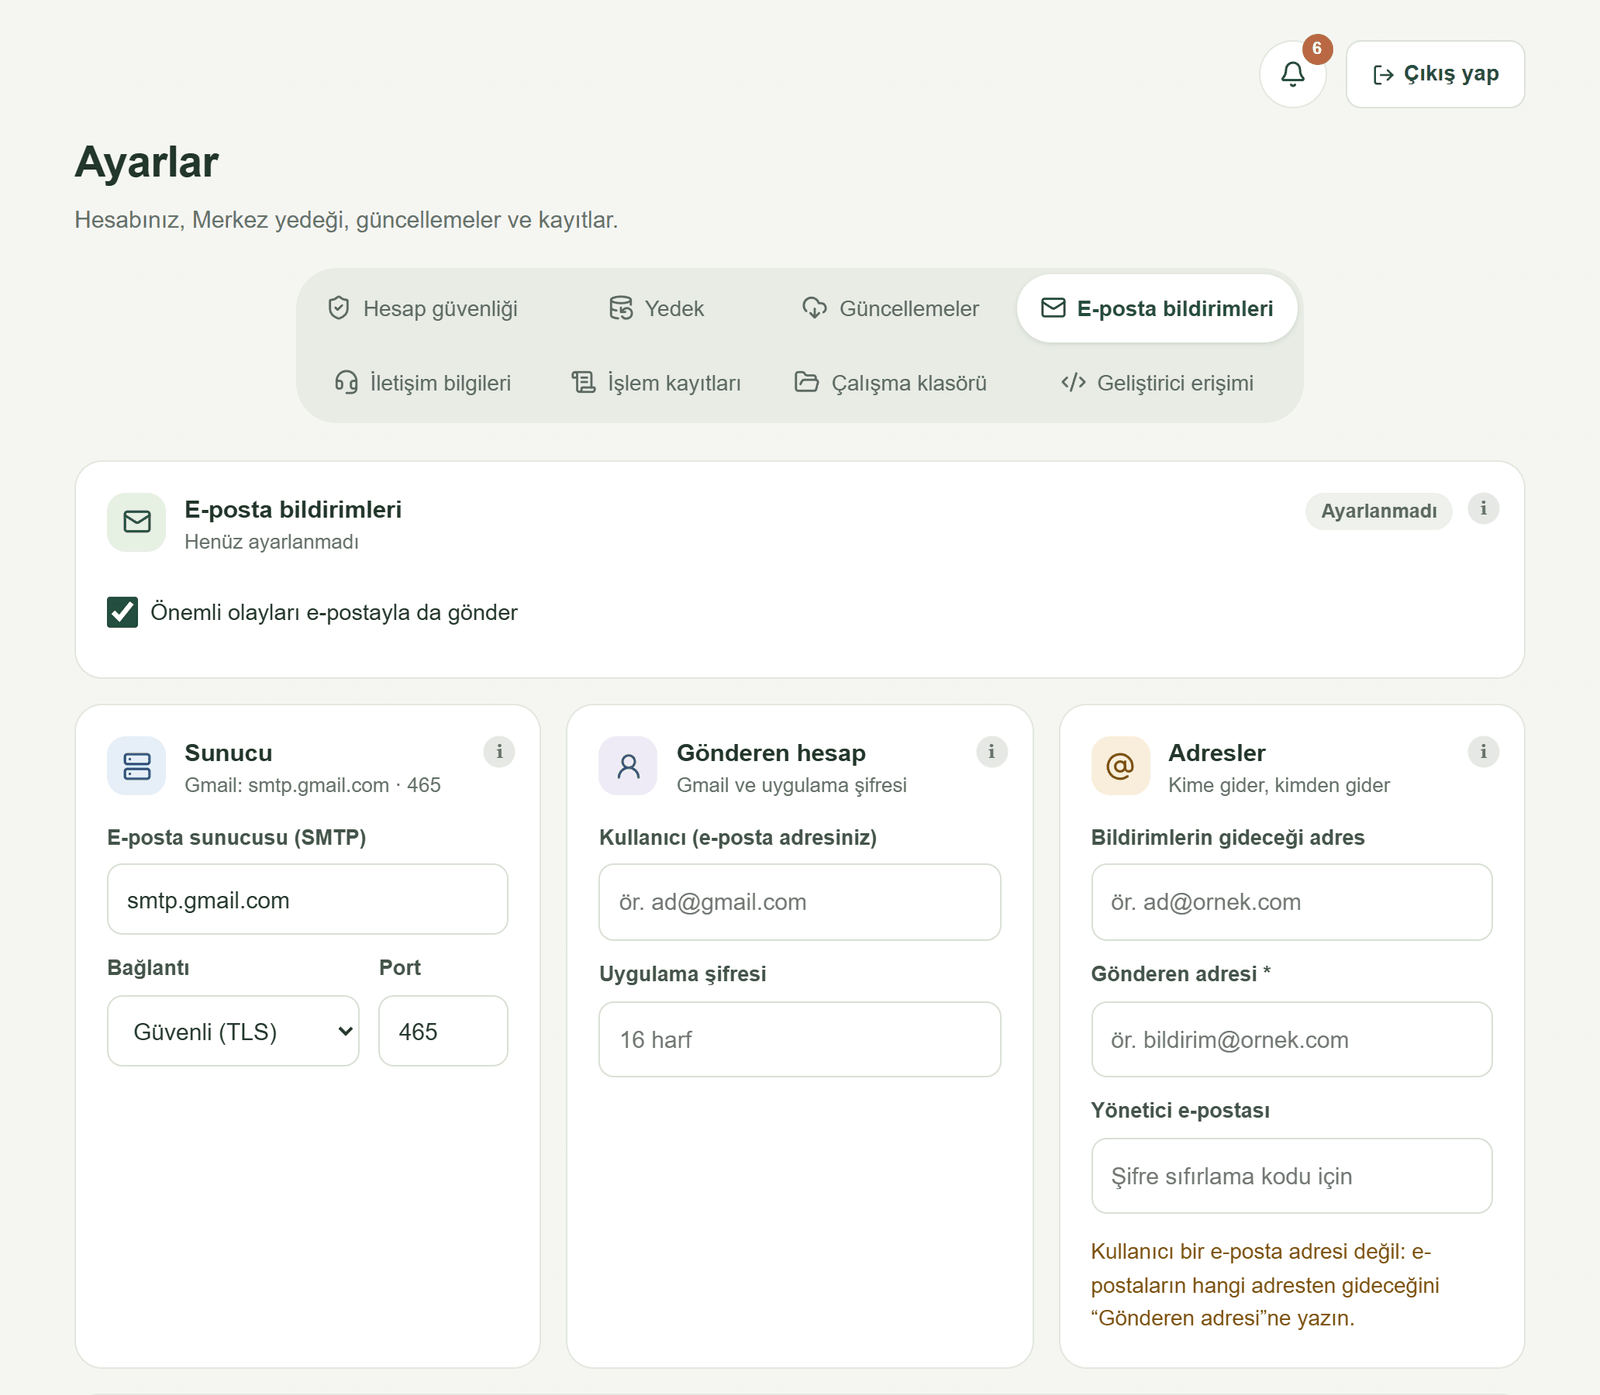 6
Çıkış yap
Ayarlar
Hesabınız, Merkez yedeği, güncellemeler ve kayıtlar.
Hesap güvenliği
Yedek
Güncellemeler
E-posta bildirimleri
İletişim bilgileri
İşlem kayıtları
Çalışma klasörü
Geliştirici erişimi
E-posta bildirimleri
Henüz ayarlanmadı
Ayarlanmadı
i
Önemli olayları e-postayla da gönder
Sunucu
Gmail: smtp.gmail.com · 465
i
E-posta sunucusu (SMTP)
smtp.gmail.com
Bağlantı
Port
Güvenli (TLS)
465
Gönderen hesap
Gmail ve uygulama şifresi
i
Kullanıcı (e-posta adresiniz)
ör. ad@gmail.com
Uygulama şifresi
16 harf
Adresler
Kime gider, kimden gider
i
Bildirimlerin gideceği adres
ör. ad@ornek.com
Gönderen adresi *
ör. bildirim@ornek.com
Yönetici e-postası
Şifre sıfırlama kodu için
Kullanıcı bir e-posta adresi değil: e-
postaların hangi adresten gideceğini
“Gönderen adresi”ne yazın.